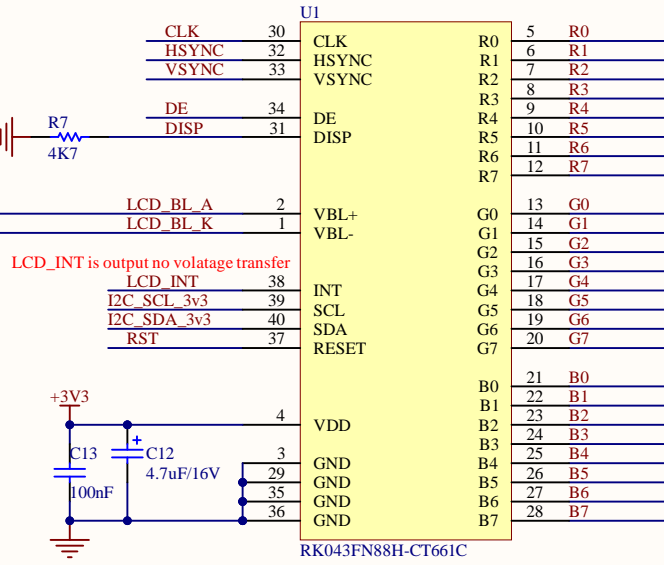 U1
CLK 30 CLK R0 5 R0
HSYNC 32 HSYNC R1 6 R1
VSYNC 33 VSYNC R2 7 R2
R3 8 R3
DE 34 DE R4 9 R4
R7 DISP 31 DISP R5 10 R5
4K7 R6 11 R6
R7 12 R7
LCD_BL_A 2 VBL+ G0 13 G0
LCD_BL_K 1 VBL- G1 14 G1
G2 15 G2
LCD_INT is output no volatage transfer G3 16 G3
LCD_INT 38 INT G4 17 G4
I2C_SCL_3v3 39 SCL G5 18 G5
I2C_SDA_3v3 40 SDA G6 19 G6
RST 37 RESET G7 20 G7
B0 21 B0
+3V3 B1 22 B1
4 VDD B2 23 B2
+ B3 24 B3
C13 C12 3 GND B4 25 B4
4.7uF/16V 29 GND B5 26 B5
100nF 35 GND B6 27 B6
36 GND B7 28 B7
RK043FN88H-CT661C